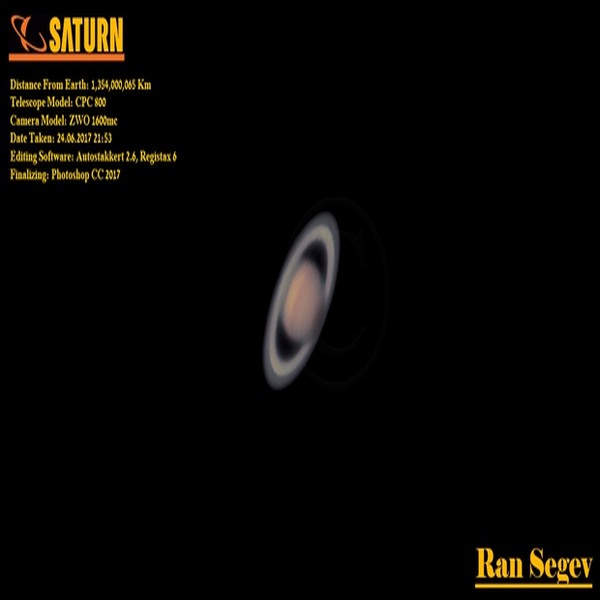 SATURN
Distance From Earth: 1,354,000,065 Km
Telescope Model: CPC 800
Camera Model: ZWO 1600mc
Date Taken: 24.06.2017 21:53
Editing Software: Autostakkert 2.6, Registax 6
Finalizing: Photoshop CC 2017
Ran Segev